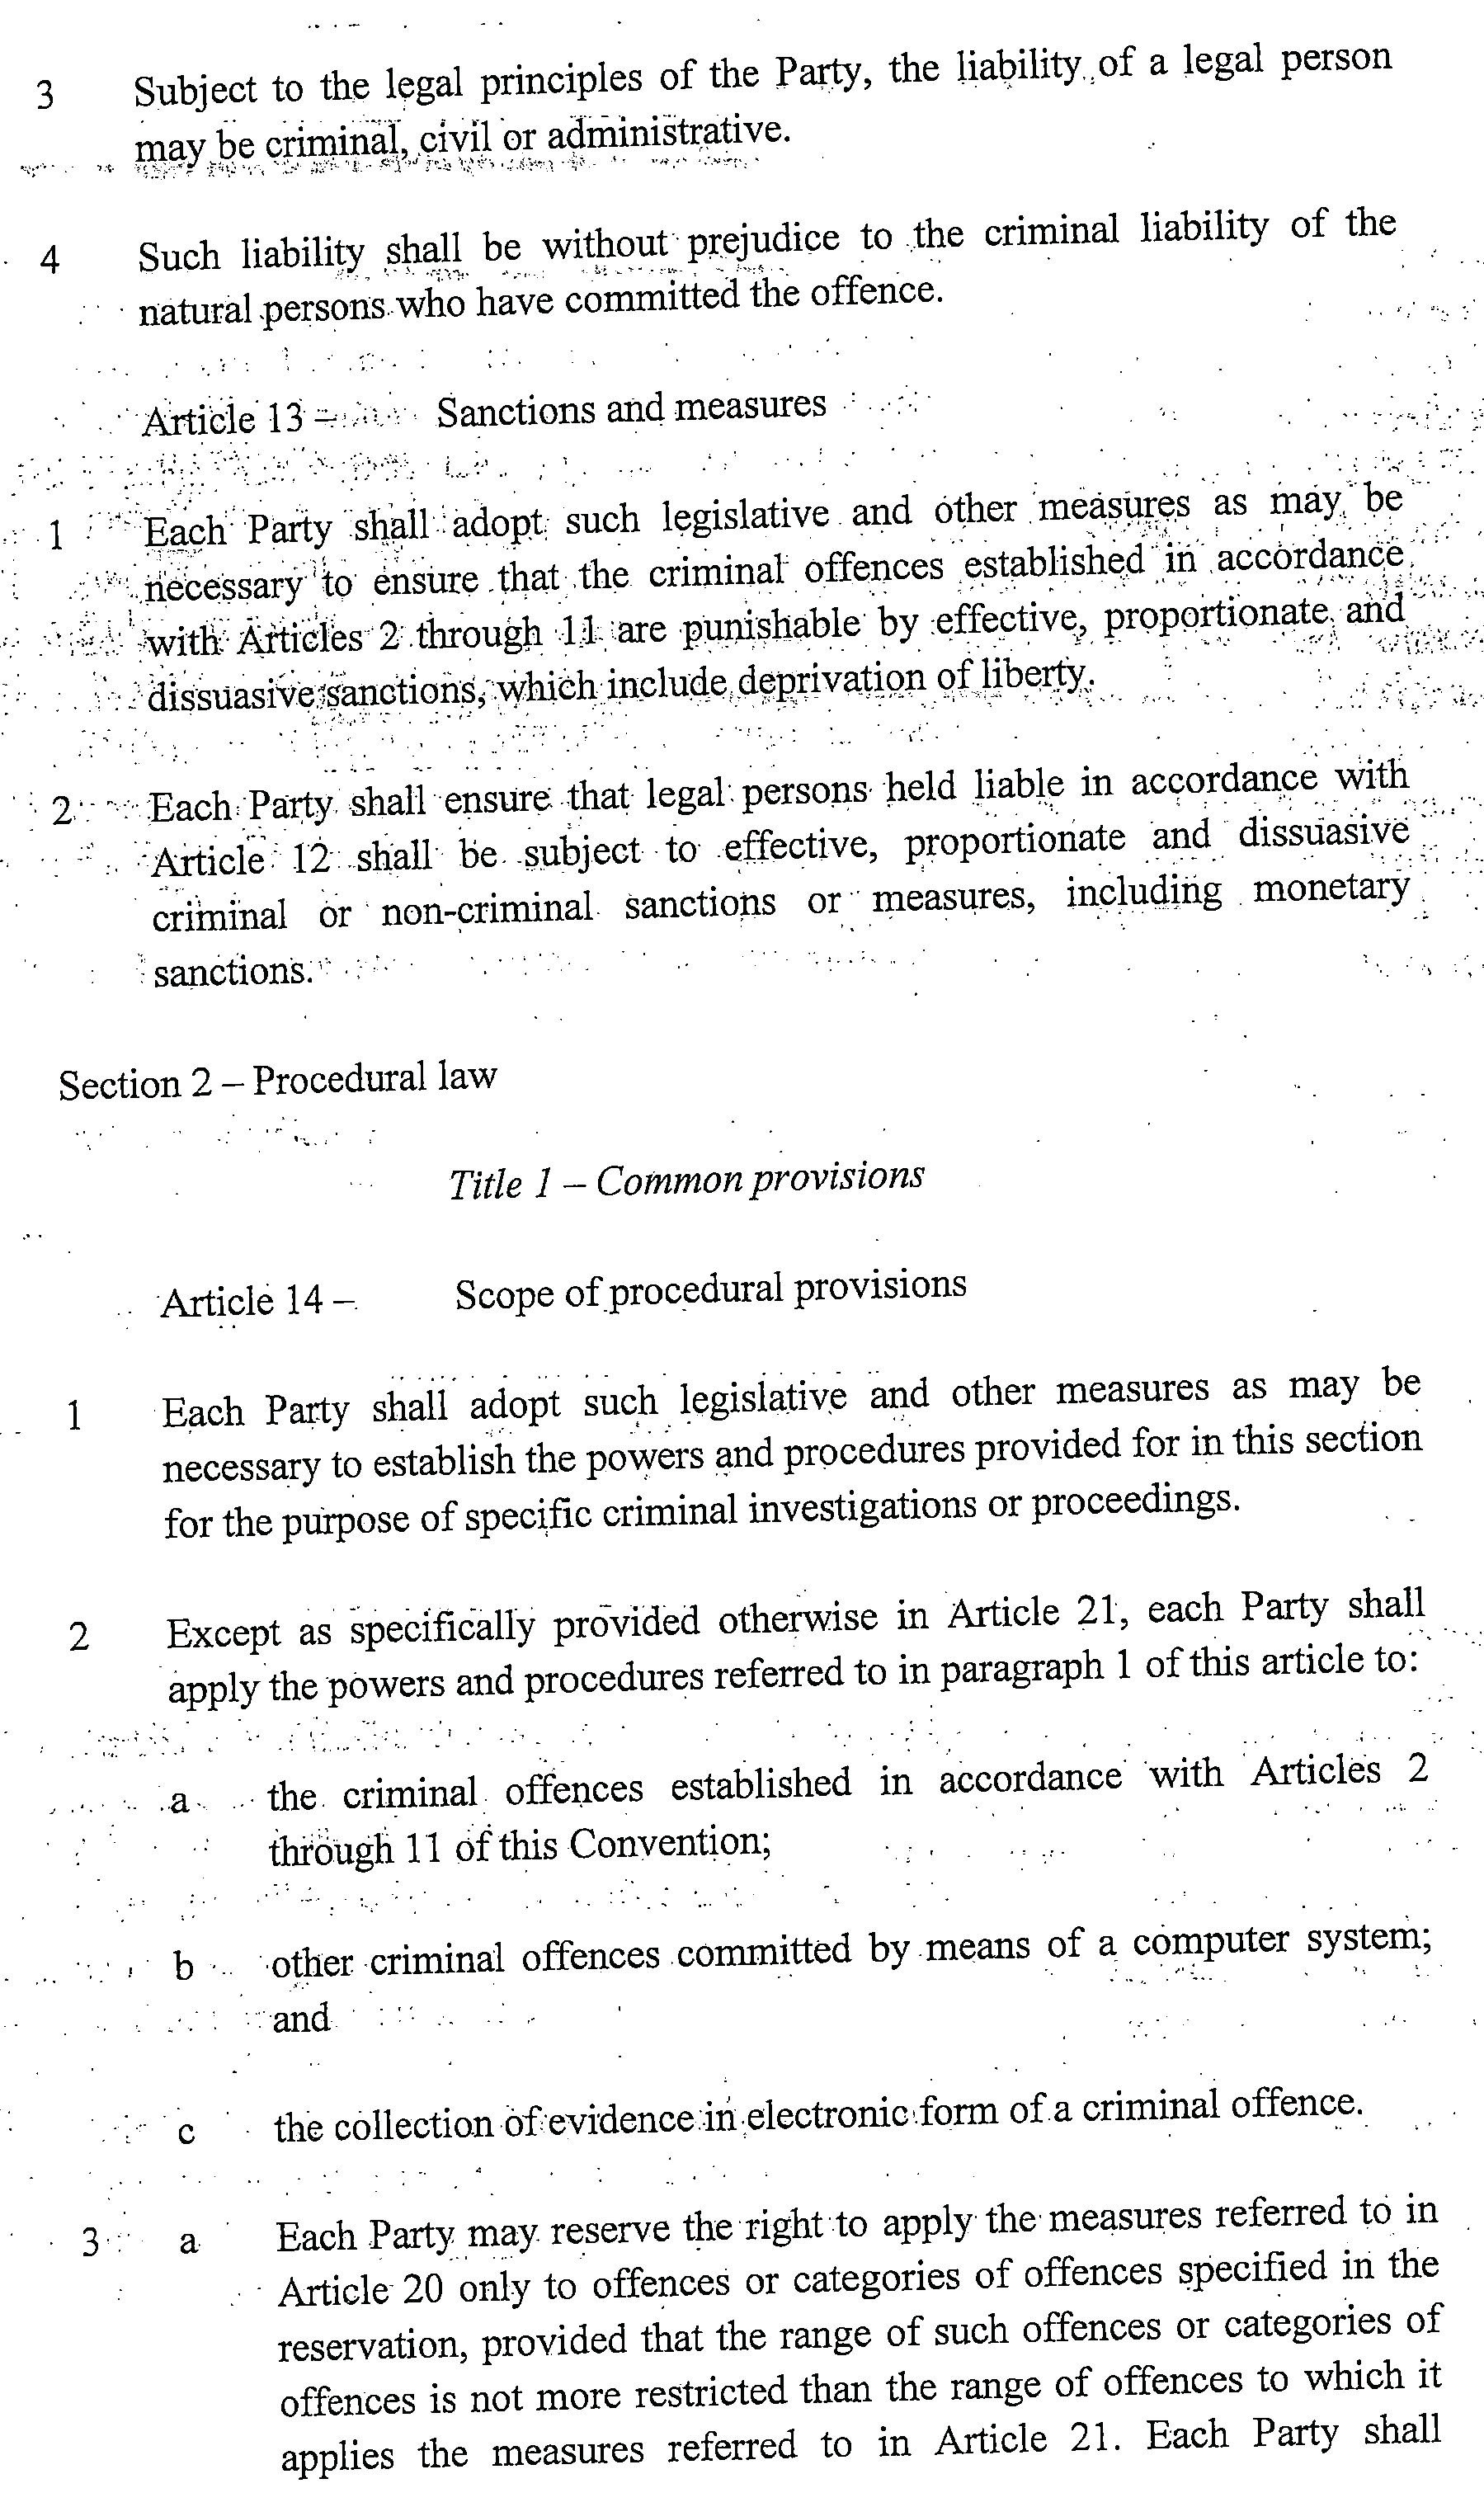 3 Subject to the legal principles of the Party, the liability of a legal person
may be criminal, civil or administrative.
4 Such liability shall be without prejudice to the criminal liability of the
natural persons who have committed the offence.
Article 13 – Sanctions and measures
1 Each Party shall adopt such legislative and other measures as may be
necessary to ensure that the criminal offences established in accordance
with Articles 2 through 11 are punishable by effective, proportionate and
dissuasive sanctions, which include deprivation of liberty.
2 Each Party shall ensure that legal persons held liable in accordance with
Article 12 shall be subject to effective, proportionate and dissuasive
criminal or non-criminal sanctions or measures, including monetary
sanctions.
Section 2 – Procedural law
Title 1 – Common provisions
Article 14 – Scope of procedural provisions
1 Each Party shall adopt such legislative and other measures as may be
necessary to establish the powers and procedures provided for in this section
for the purpose of specific criminal investigations or proceedings.
2 Except as specifically provided otherwise in Article 21, each Party shall
apply the powers and procedures referred to in paragraph 1 of this article to:
a the criminal offences established in accordance with Articles 2
through 11 of this Convention;
b other criminal offences committed by means of a computer system;
and
c the collection of evidence in electronic form of a criminal offence.
3 a Each Party may reserve the right to apply the measures referred to in
Article 20 only to offences or categories of offences specified in the
reservation, provided that the range of such offences or categories of
offences is not more restricted than the range of offences to which it
applies the measures referred to in Article 21. Each Party shall